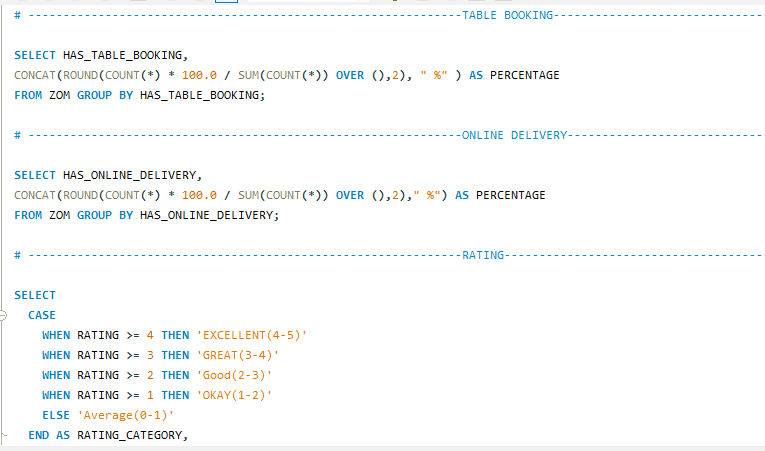 # --------------------------------------------------------------TABLE BOOKING------------------------------
SELECT HAS_TABLE_BOOKING,
CONCAT(ROUND(COUNT(*) * 100.0 / SUM(COUNT(*)) OVER (),2), " %" ) AS PERCENTAGE
FROM ZOM GROUP BY HAS_TABLE_BOOKING;
# --------------------------------------------------------------ONLINE DELIVERY----------------------------
SELECT HAS_ONLINE_DELIVERY,
CONCAT(ROUND(COUNT(*) * 100.0 / SUM(COUNT(*)) OVER (),2)," %") AS PERCENTAGE
FROM ZOM GROUP BY HAS_ONLINE_DELIVERY;
# --------------------------------------------------------------RATING-------------------------------------
SELECT
CASE
WHEN RATING >= 4 THEN 'EXCELLENT(4-5)'
WHEN RATING >= 3 THEN 'GREAT(3-4)'
WHEN RATING >= 2 THEN 'Good(2-3)'
WHEN RATING >= 1 THEN 'OKAY(1-2)'
ELSE 'Average(0-1)'
END AS RATING_CATEGORY,